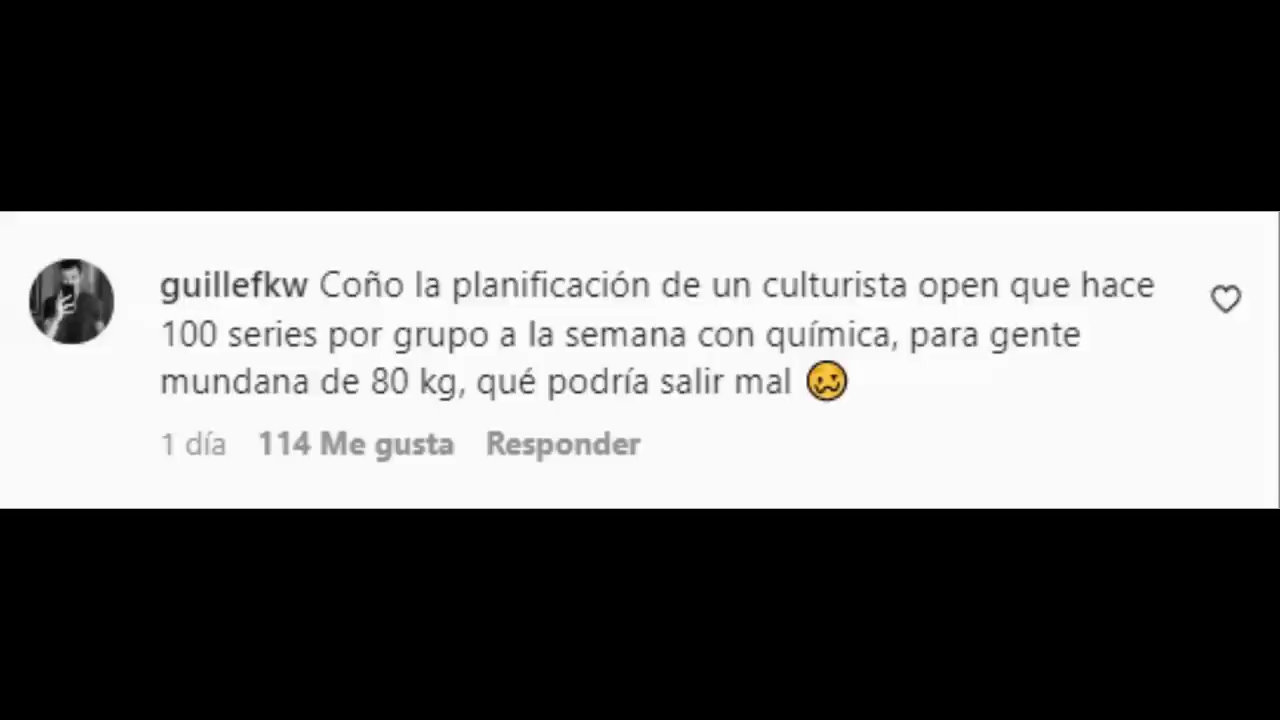 guillefkw Coño la planificación de un culturista open que hace
100 series por grupo a la semana con química, para gente
mundana de 80 kg, qué podría salir mal 🥴
1 día 114 Me gusta Responder